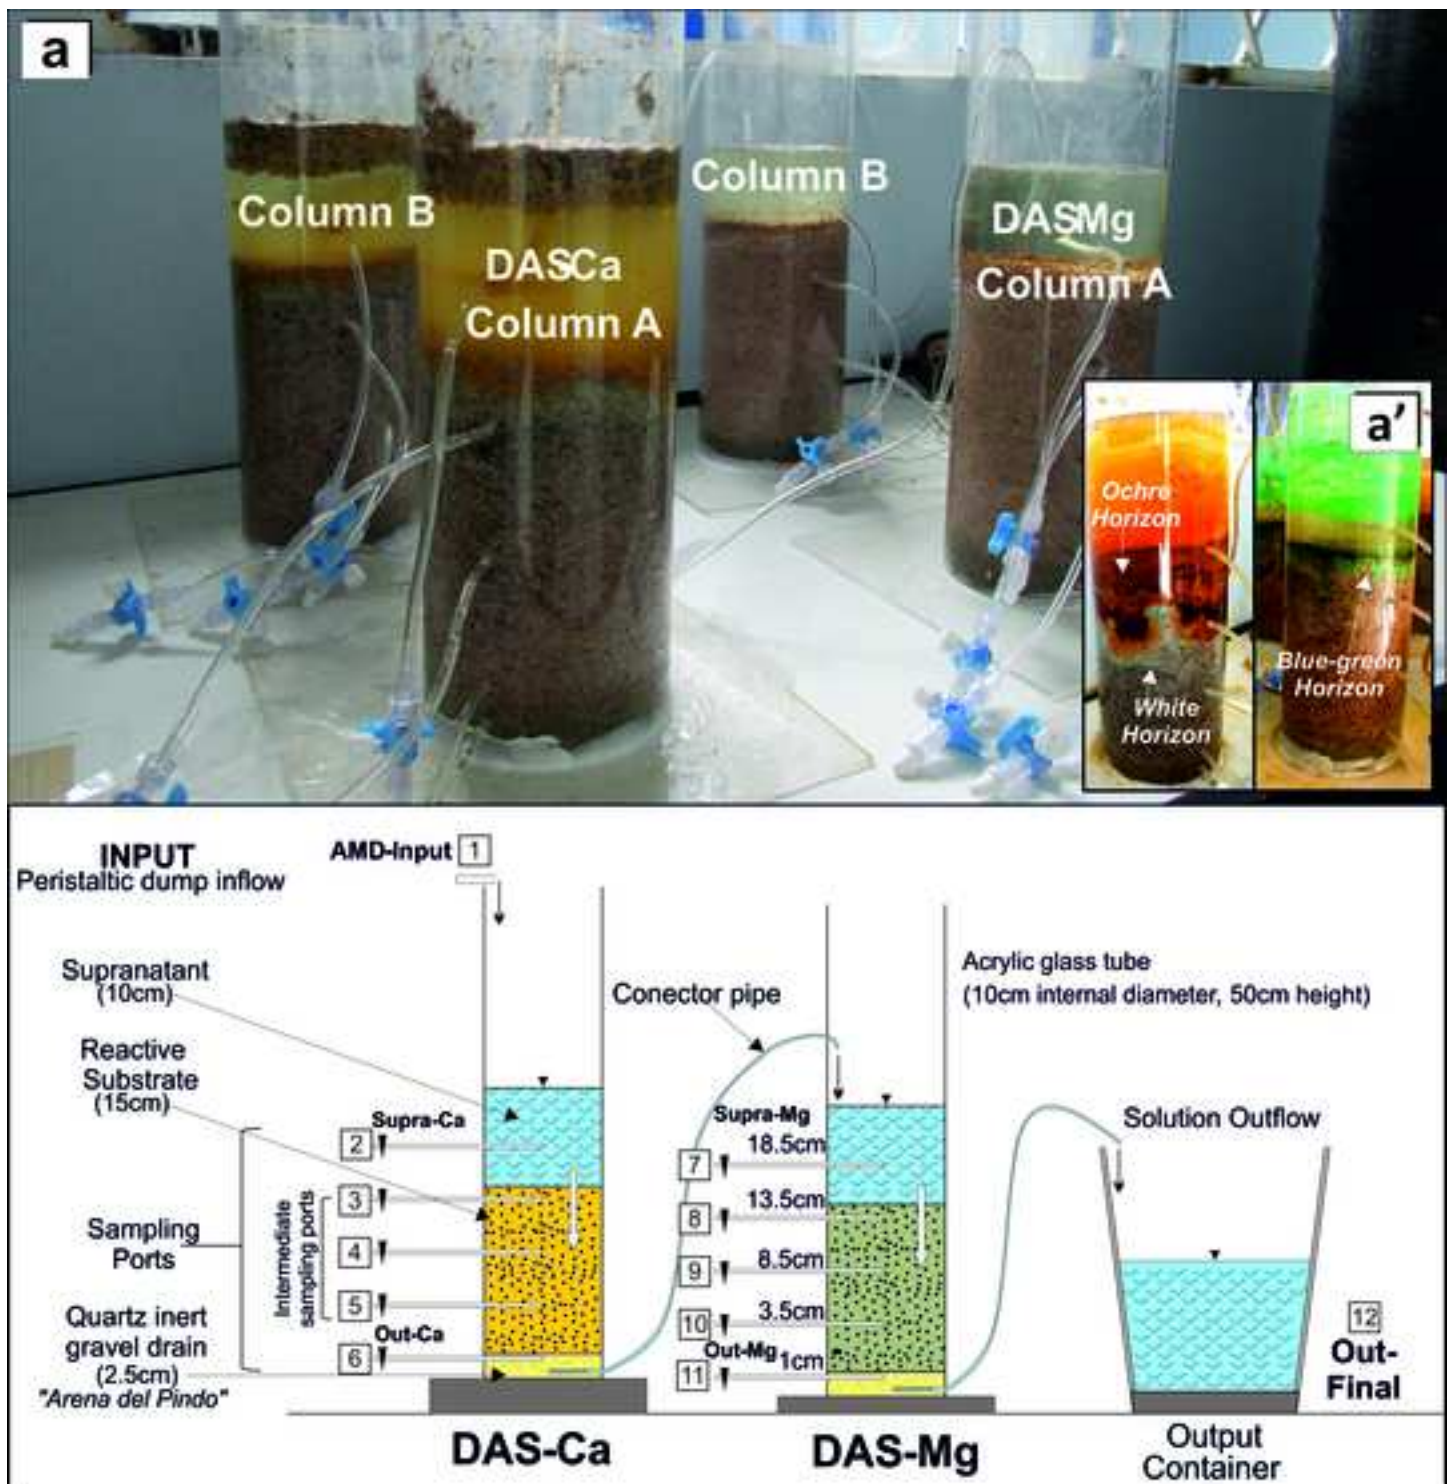 a
Column B
DASCa
Column A
Column B
DASMg
Column A
a'
Ochre
Horizon
White
Horizon
Blue-green
Horizon
INPUT
Peristaltic dump inflow
AMD-Input 1
Supranatant
(10cm)
Reactive
Substrate
(15cm)
Sampling
Ports
Quartz inert
gravel drain
(2.5cm)
"Arena del Pindo"
Intermediate
sampling ports
Supra-Ca
2
3
4
5
Out-Ca
6
DAS-Ca
Conector pipe
Acrylic glass tube
(10cm internal diameter, 50cm height)
Supra-Mg
18.5cm
7
13.5cm
8
8.5cm
9
3.5cm
10
Out-Mg 1cm
11
DAS-Mg
Solution Outflow
12
Out-
Final
Output
Container